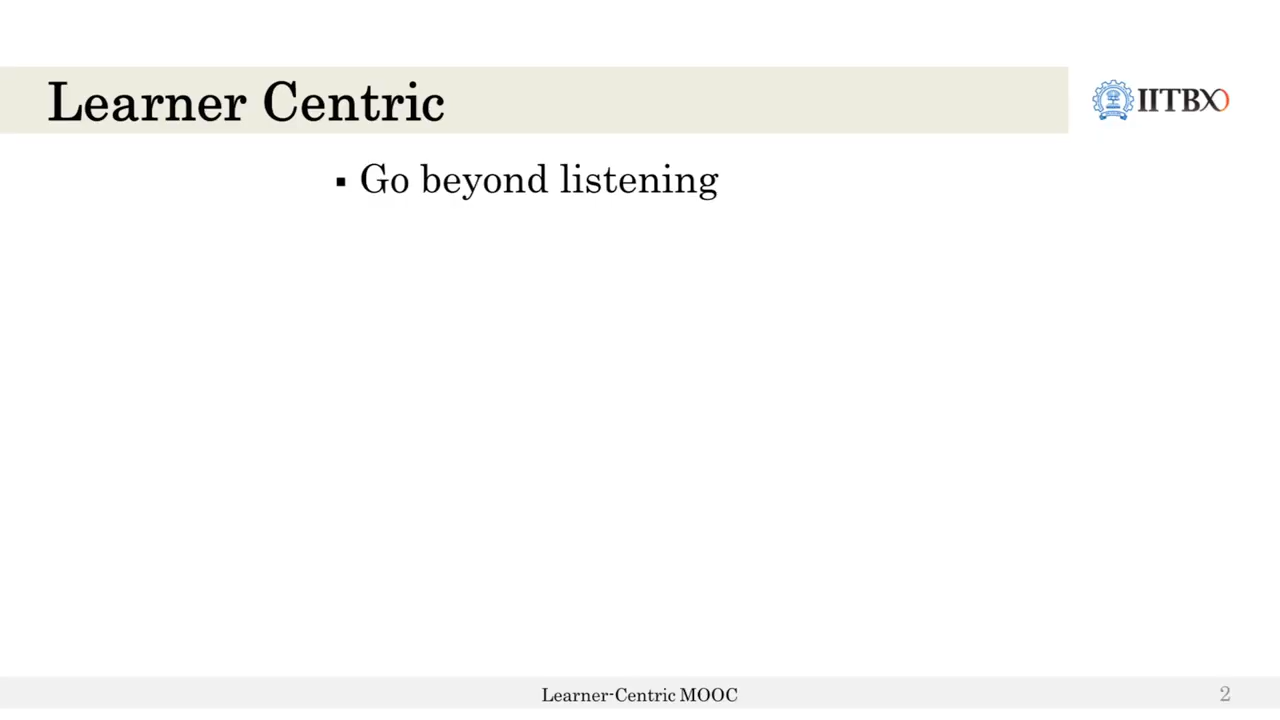 Learner Centric
IITBX
▪ Go beyond listening
Learner-Centric MOOC
2